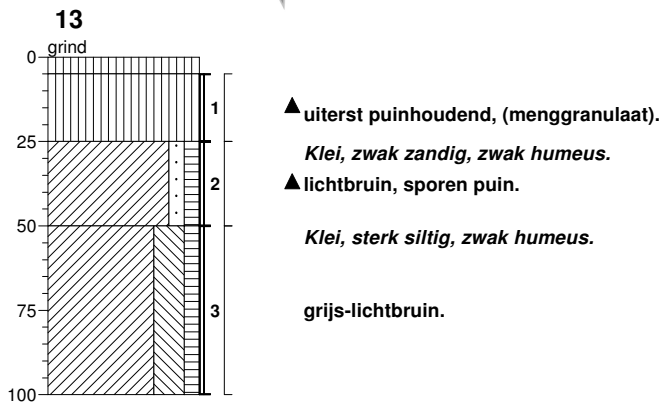 13
grind
0
1
uiterst puinhoudend, (menggranulaat).
25
Klei, zwak zandig, zwak humeus.
2
lichtbruin, sporen puin.
50
Klei, sterk siltig, zwak humeus.
75
3
grijs-lichtbruin.
100